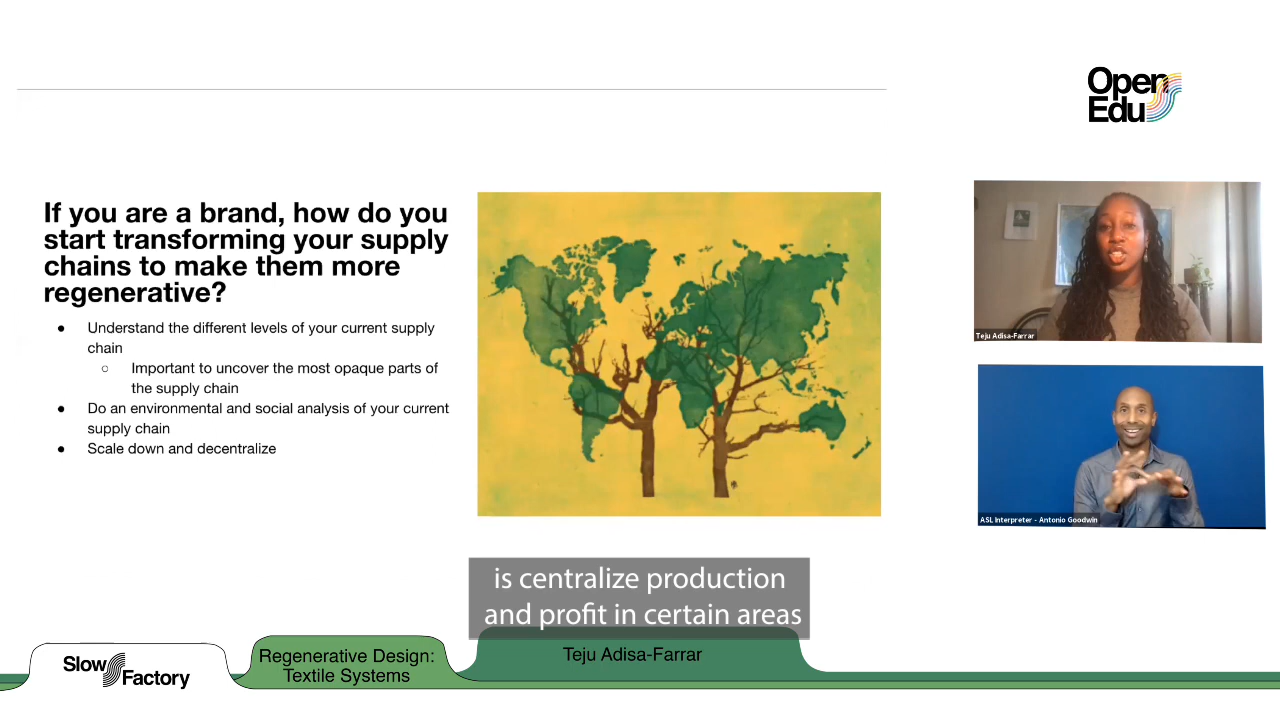 Open
Edu
If you are a brand, how do you
start transforming your supply
chains to make them more
regenerative?
● Understand the different levels of your current supply
chain
○ Important to uncover the most opaque parts of
the supply chain
● Do an environmental and social analysis of your current
supply chain
● Scale down and decentralize
Teju Adisa-Farrar
ASL Interpreter - Antonio Goodwin
is centralize production
and profit in certain areas
Slow
Factory
Regenerative Design:
Textile Systems
Teju Adisa-Farrar